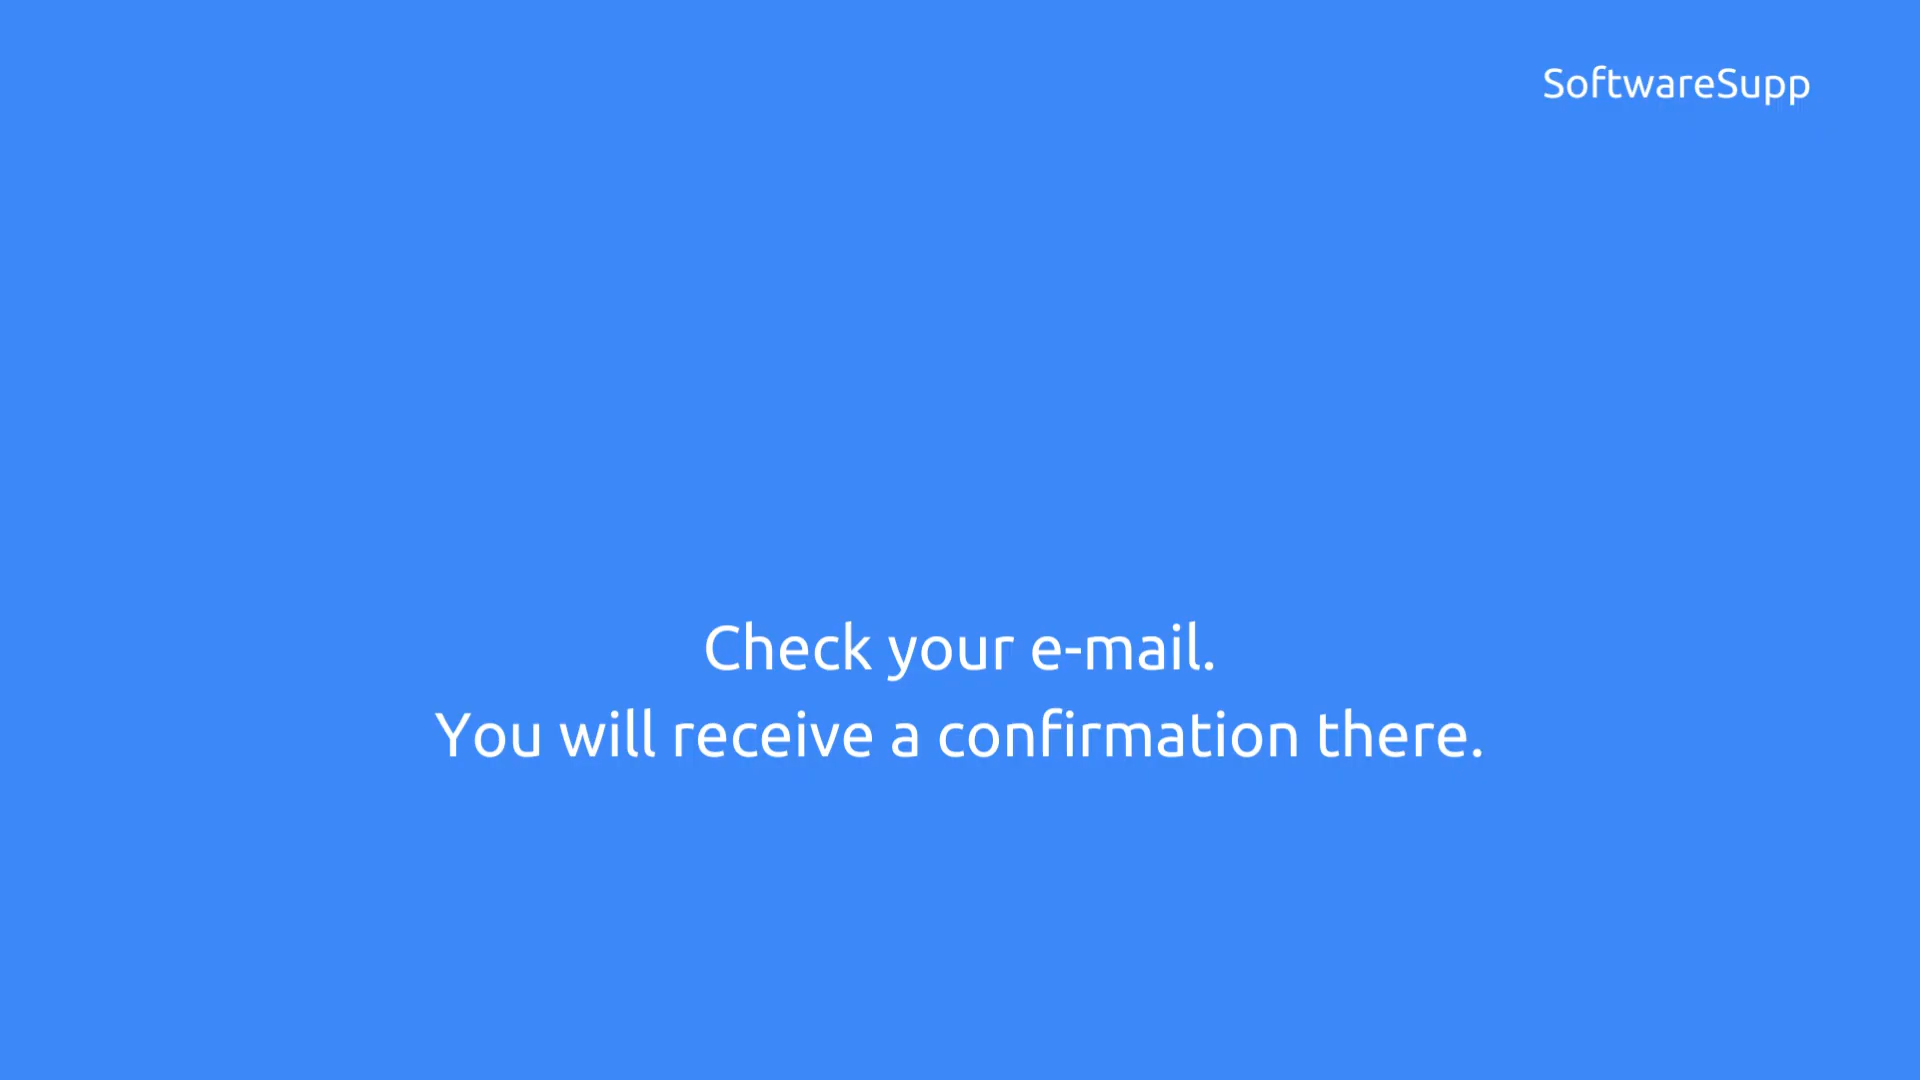 SoftwareSupp
Check your e-mail.
You will receive a confirmation there.